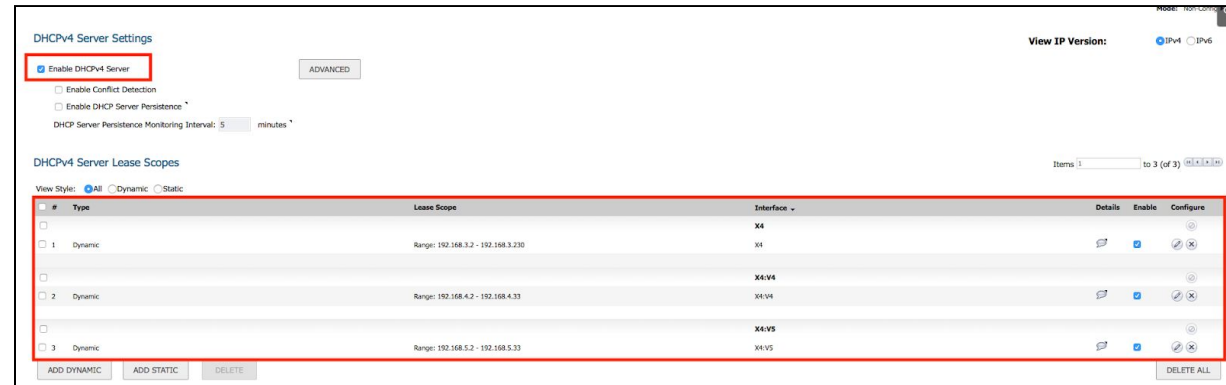 Mode: Non-Config
DHCPv4 Server Settings
View IP Version: IPv4 IPv6
Enable DHCPv4 Server ADVANCED
Enable Conflict Detection
Enable DHCP Server Persistence
DHCP Server Persistence Monitoring Interval: 5 minutes
DHCPv4 Server Lease Scopes
Items 1 to 3 (of 3)
View Style: All Dynamic Static
# Type Lease Scope Interface Details Enable Configure
X4
1 Dynamic Range: 192.168.3.2 - 192.168.3.230 X4
X4:V4
2 Dynamic Range: 192.168.4.2 - 192.168.4.33 X4:V4
X4:V5
3 Dynamic Range: 192.168.5.2 - 192.168.5.33 X4:V5
ADD DYNAMIC ADD STATIC DELETE DELETE ALL